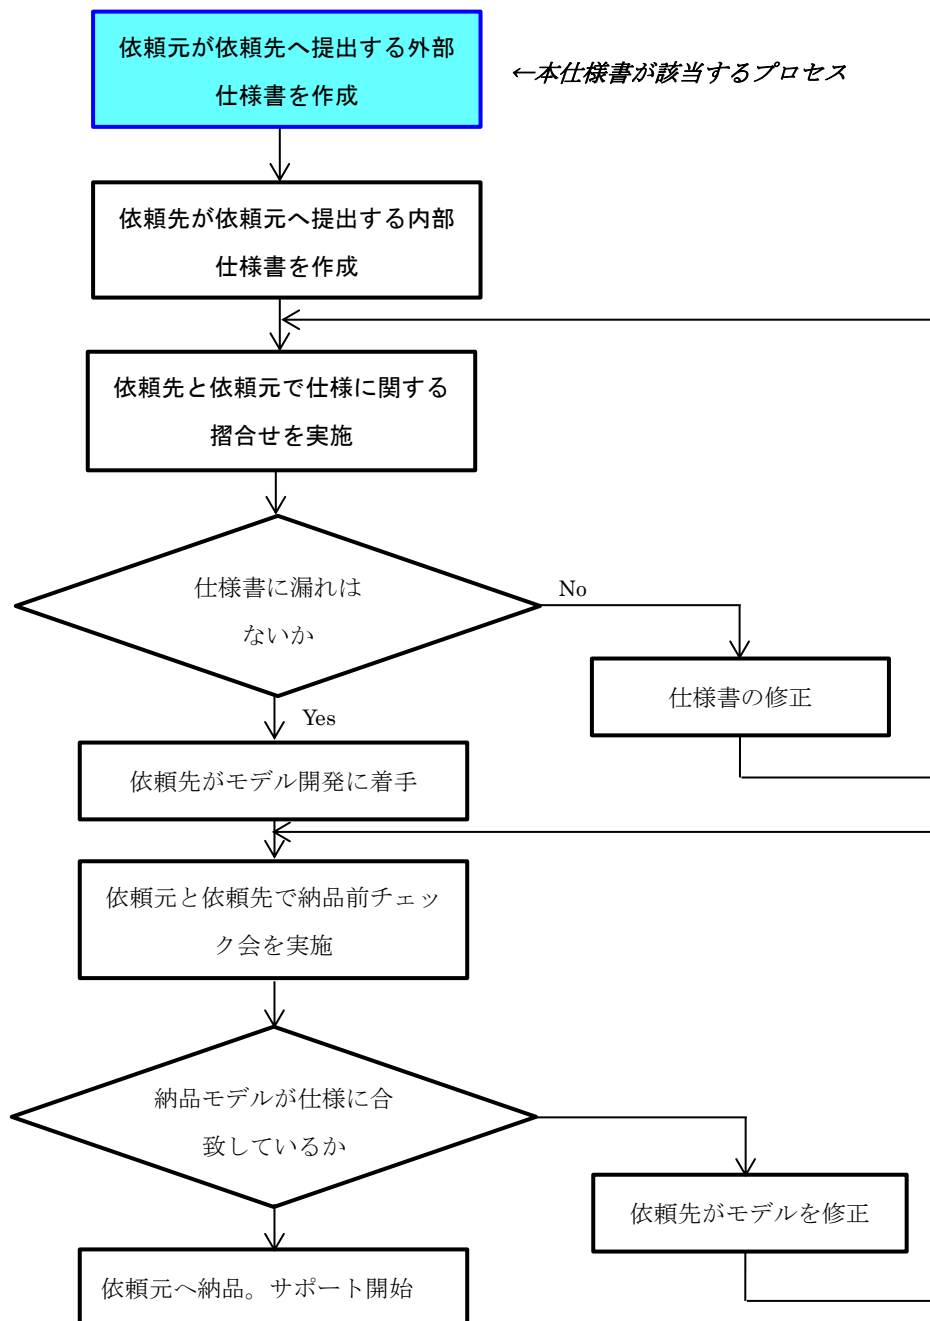 依頼元が依頼先へ提出する外部
仕様書を作成
←本仕様書が該当するプロセス
依頼先が依頼元へ提出する内部
仕様書を作成
依頼先と依頼元で仕様に関する
摺合せを実施
仕様書に漏れは
ないか
No
仕様書の修正
Yes
依頼先がモデル開発に着手
依頼元と依頼先で納品前チェッ
ク会を実施
納品モデルが仕様に合
致しているか
依頼先がモデルを修正
依頼元へ納品。サポート開始